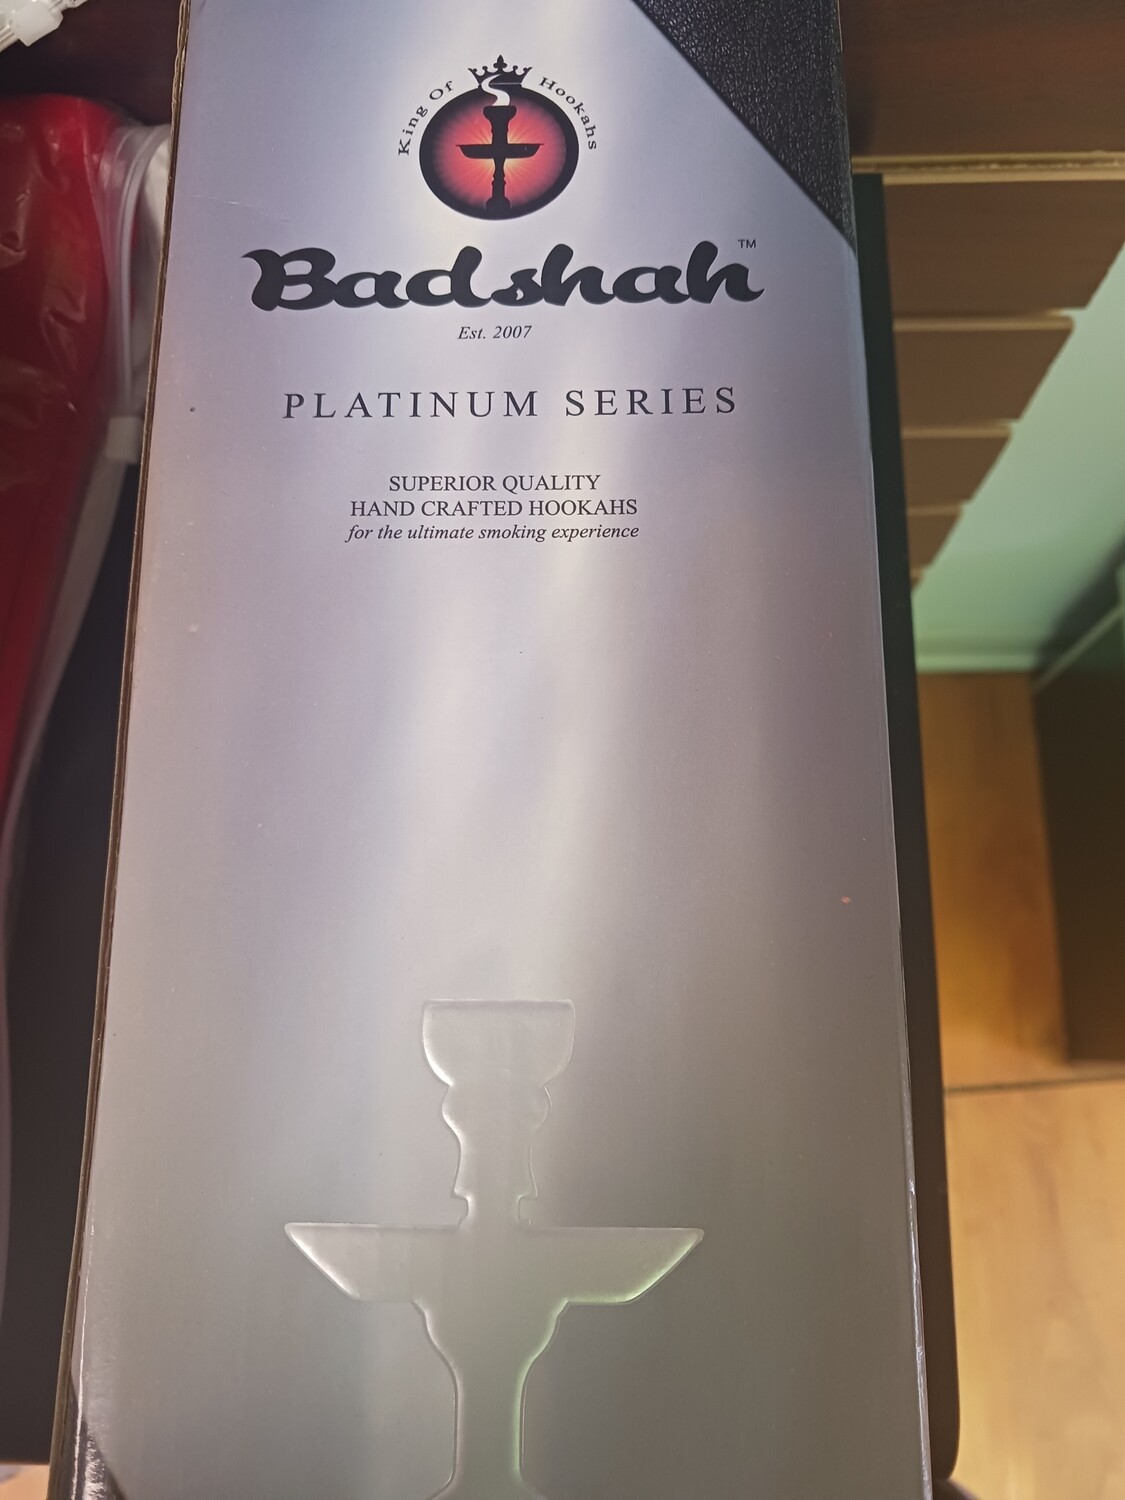 King Of Hookahs
Badshah™
Est. 2007
PLATINUM SERIES
SUPERIOR QUALITY
HAND CRAFTED HOOKAHS
for the ultimate smoking experience